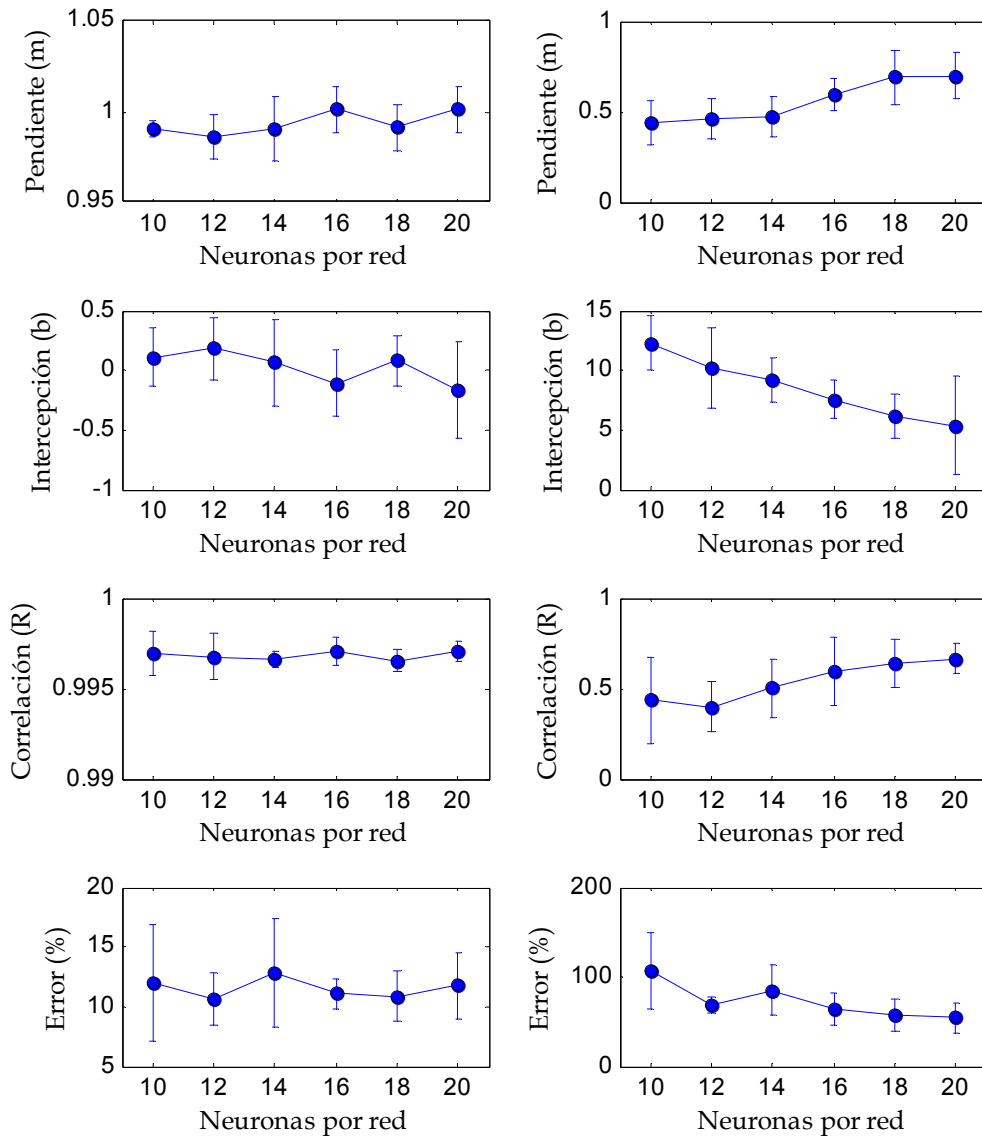 1.05
1
0.95
Pendiente (m)
10 12 14 16 18 20
Neuronas por red
1
0.5
0
Pendiente (m)
10 12 14 16 18 20
Neuronas por red
0.5
0
-0.5
-1
Intercepción (b)
10 12 14 16 18 20
Neuronas por red
15
10
5
0
Intercepción (b)
10 12 14 16 18 20
Neuronas por red
1
0.995
0.99
Correlación (R)
10 12 14 16 18 20
Neuronas por red
1
0.5
0
Correlación (R)
10 12 14 16 18 20
Neuronas por red
20
15
10
5
Error (%)
10 12 14 16 18 20
Neuronas por red
200
100
0
Error (%)
10 12 14 16 18 20
Neuronas por red